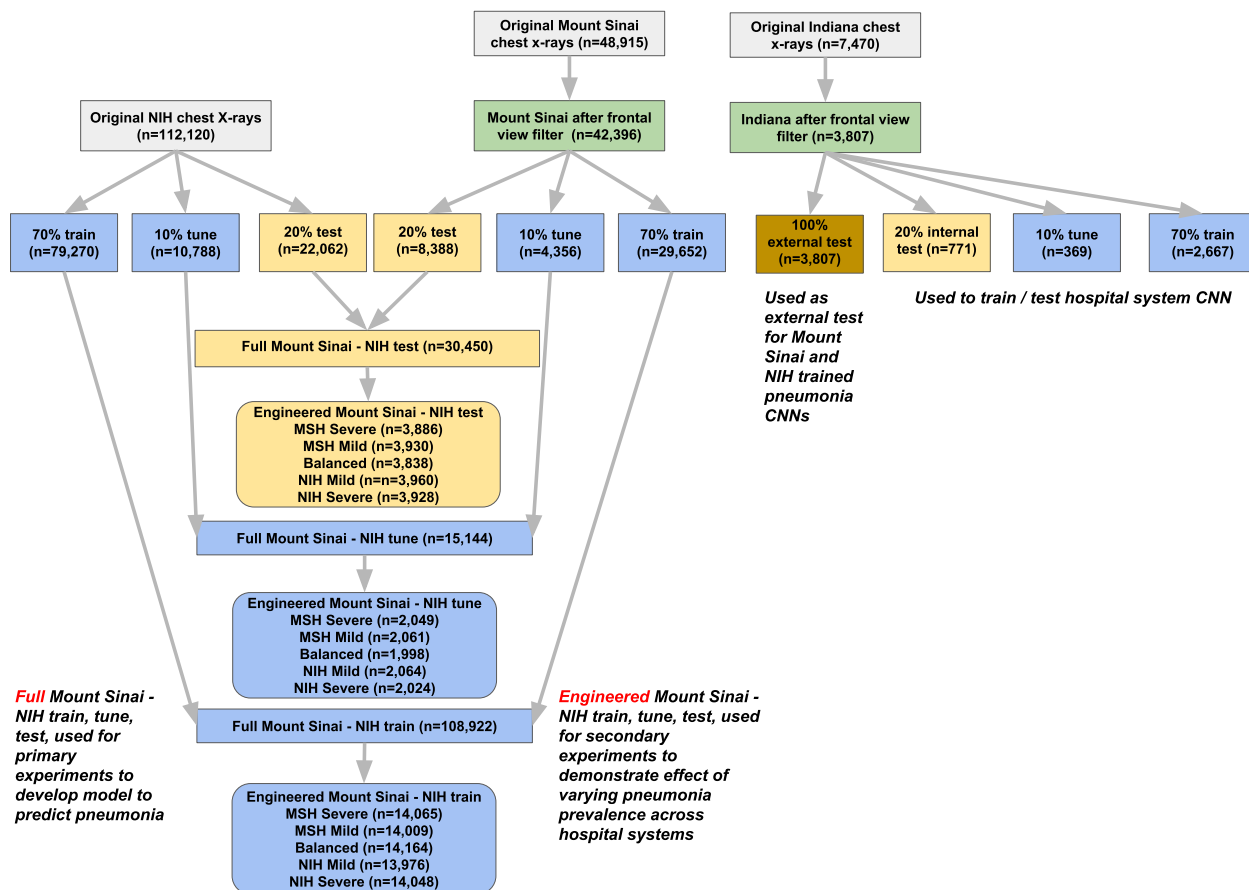 Original Mount Sinai
chest x-rays (n=48,915)
Original Indiana chest
x-rays (n=7,470)
Original NIH chest X-rays
(n=112,120)
Mount Sinai after frontal
view filter (n=42,396)
Indiana after frontal view
filter (n=3,807)
70% train
(n=79,270)
10% tune
(n=10,788)
20% test
(n=22,062)
20% test
(n=8,388)
10% tune
(n=4,356)
70% train
(n=29,652)
100%
external test
(n=3,807)
20% internal
test (n=771)
10% tune
(n=369)
70% train
(n=2,667)
Used as
external test
for Mount
Sinai and
NIH trained
pneumonia
CNNs
Used to train / test hospital system CNN
Full Mount Sinai - NIH test (n=30,450)
Engineered Mount Sinai - NIH test
MSH Severe (n=3,886)
MSH Mild (n=3,930)
Balanced (n=3,838)
NIH Mild (n=n=3,960)
NIH Severe (n=3,928)
Full Mount Sinai - NIH tune (n=15,144)
Engineered Mount Sinai - NIH tune
MSH Severe (n=2,049)
MSH Mild (n=2,061)
Balanced (n=1,998)
NIH Mild (n=2,064)
NIH Severe (n=2,024)
Full Mount Sinai -
NIH train, tune,
test, used for
primary
experiments to
develop model to
predict pneumonia
Engineered Mount Sinai -
NIH train, tune, test, used
for secondary
experiments to
demonstrate effect of
varying pneumonia
prevalence across
hospital systems
Full Mount Sinai - NIH train (n=108,922)
Engineered Mount Sinai - NIH train
MSH Severe (n=14,065)
MSH Mild (n=14,009)
Balanced (n=14,164)
NIH Mild (n=13,976)
NIH Severe (n=14,048)